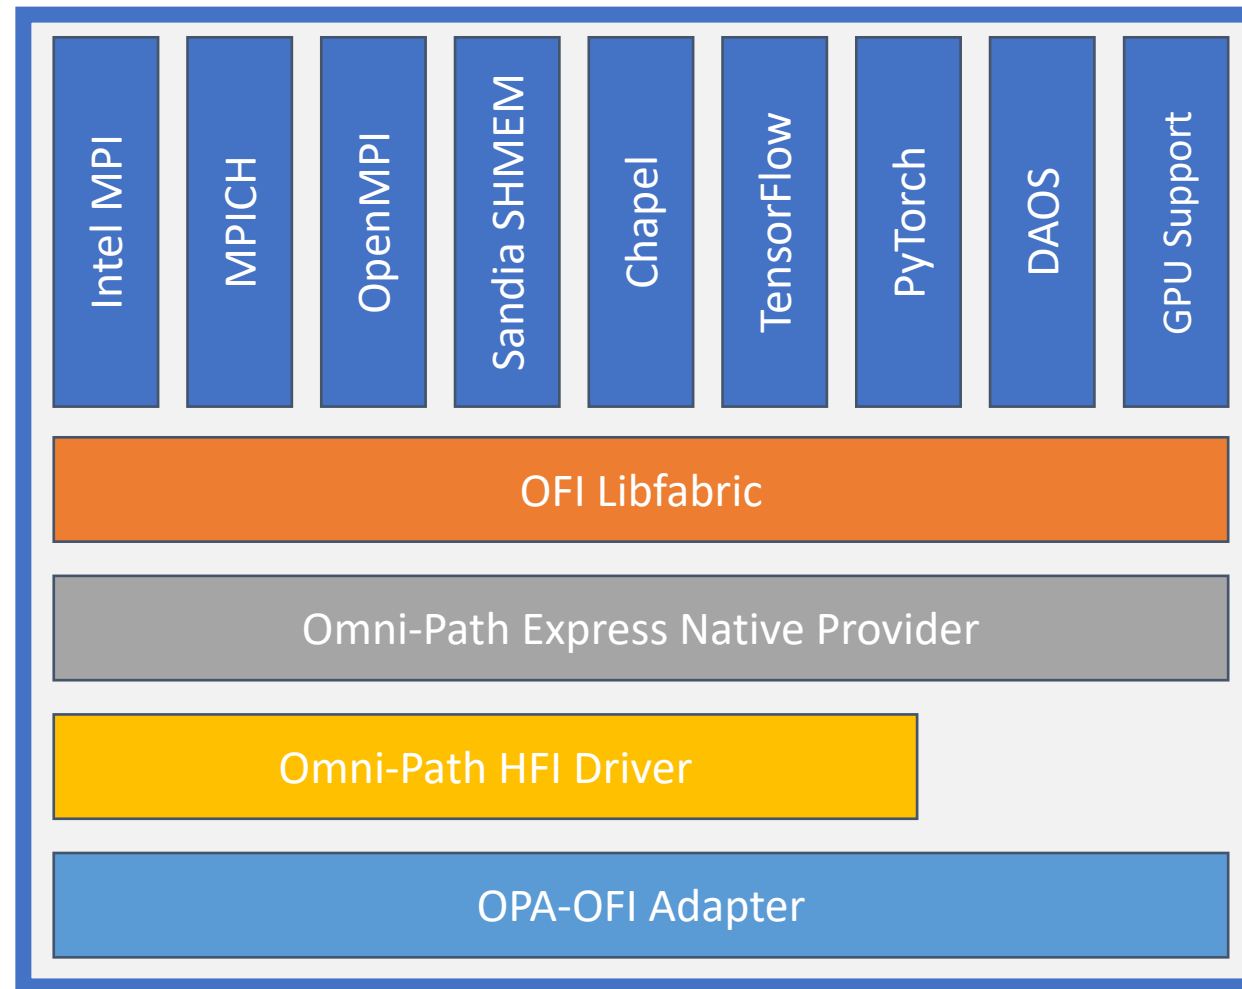 Intel MPI
MPICH
OpenMPI
Sandia SHMEM
Chapel
TensorFlow
PyTorch
DAOS
GPU Support
OFI Libfabric
Omni-Path Express Native Provider
Omni-Path HFI Driver
OPA-OFI Adapter